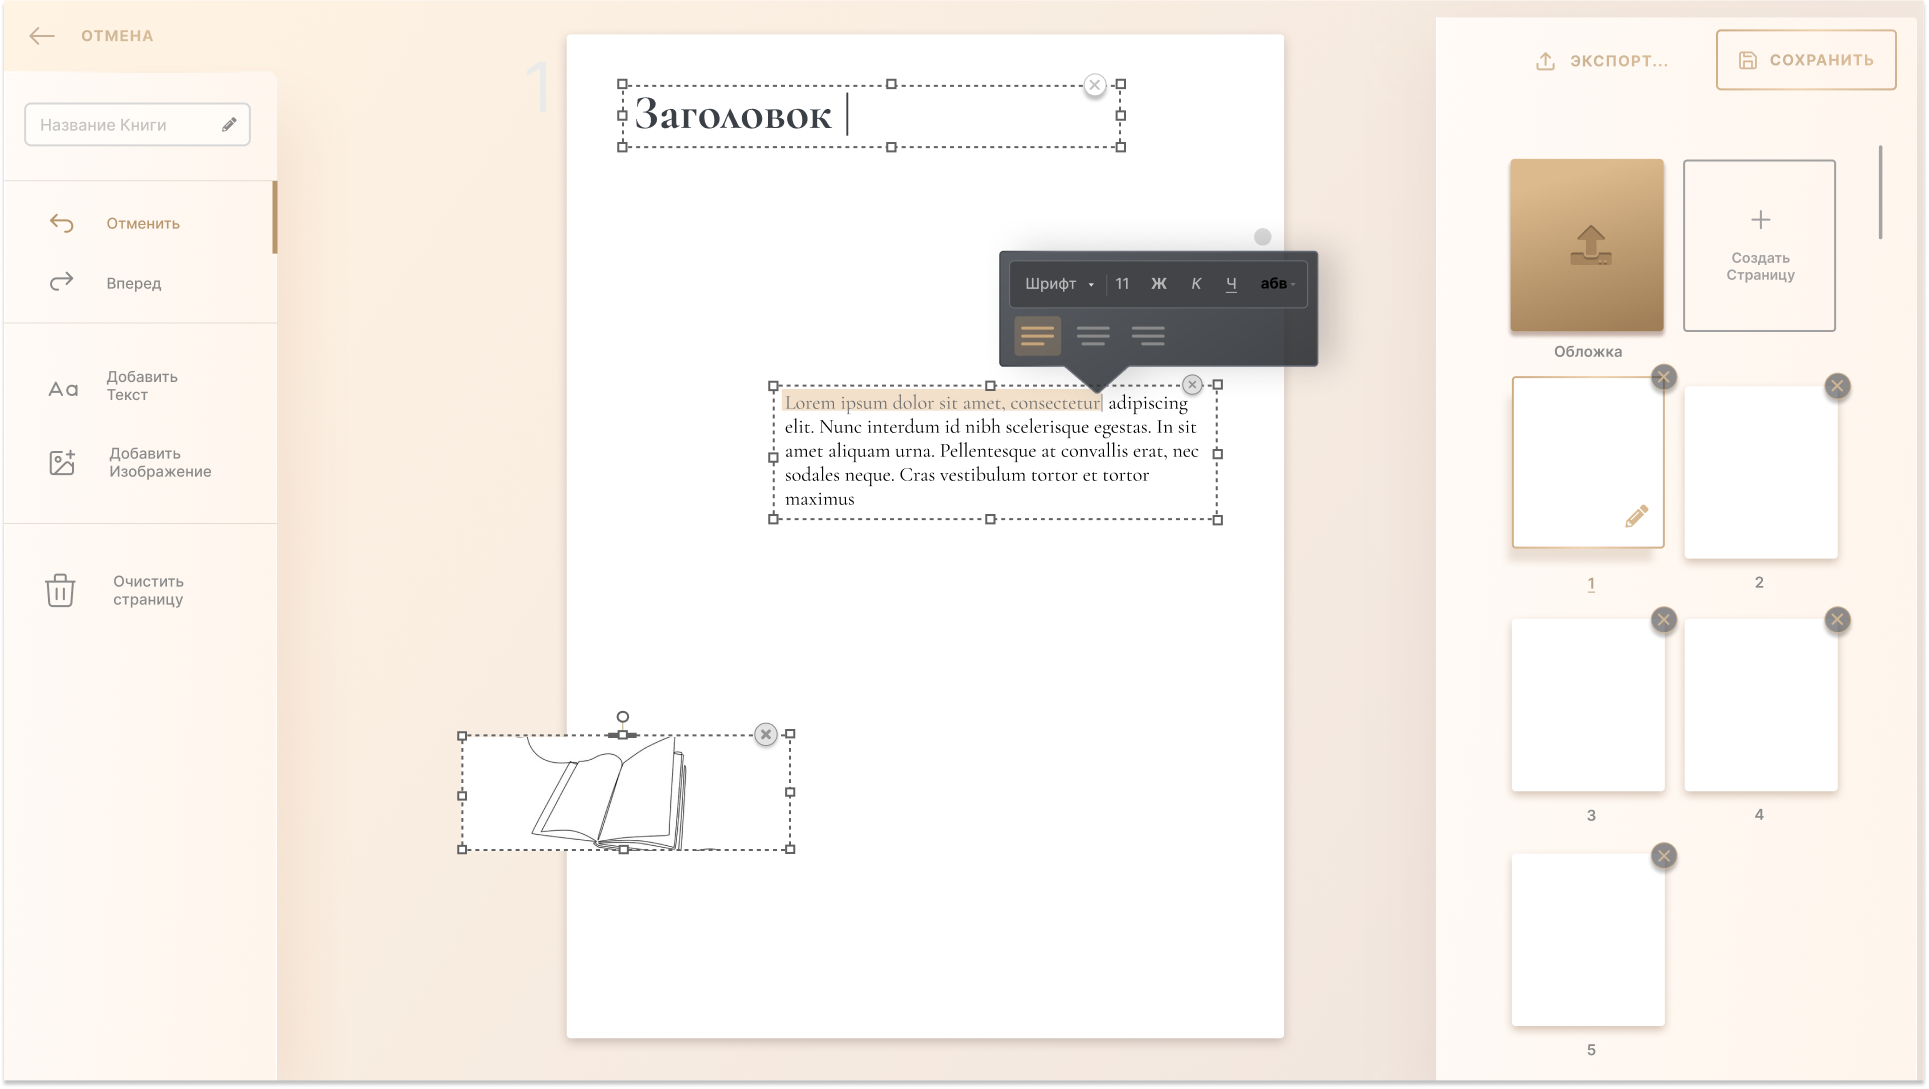 ОТМЕНА
Название Книги
Отменить
Вперед
Добавить
Текст
Добавить
Изображение
Очистить
страницу
1
Заголовок
Шрифт 11 Ж К Ч абв
Lorem ipsum dolor sit amet, consectetur adipiscing
elit. Nunc interdum id nibh scelerisque egestas. In sit
amet aliquam urna. Pellentesque at convallis erat, nec
sodales neque. Cras vestibulum tortor et tortor
maximus
ЭКСПОРТ...
СОХРАНИТЬ
Создать
Страницу
Обложка
1
2
3
4
5